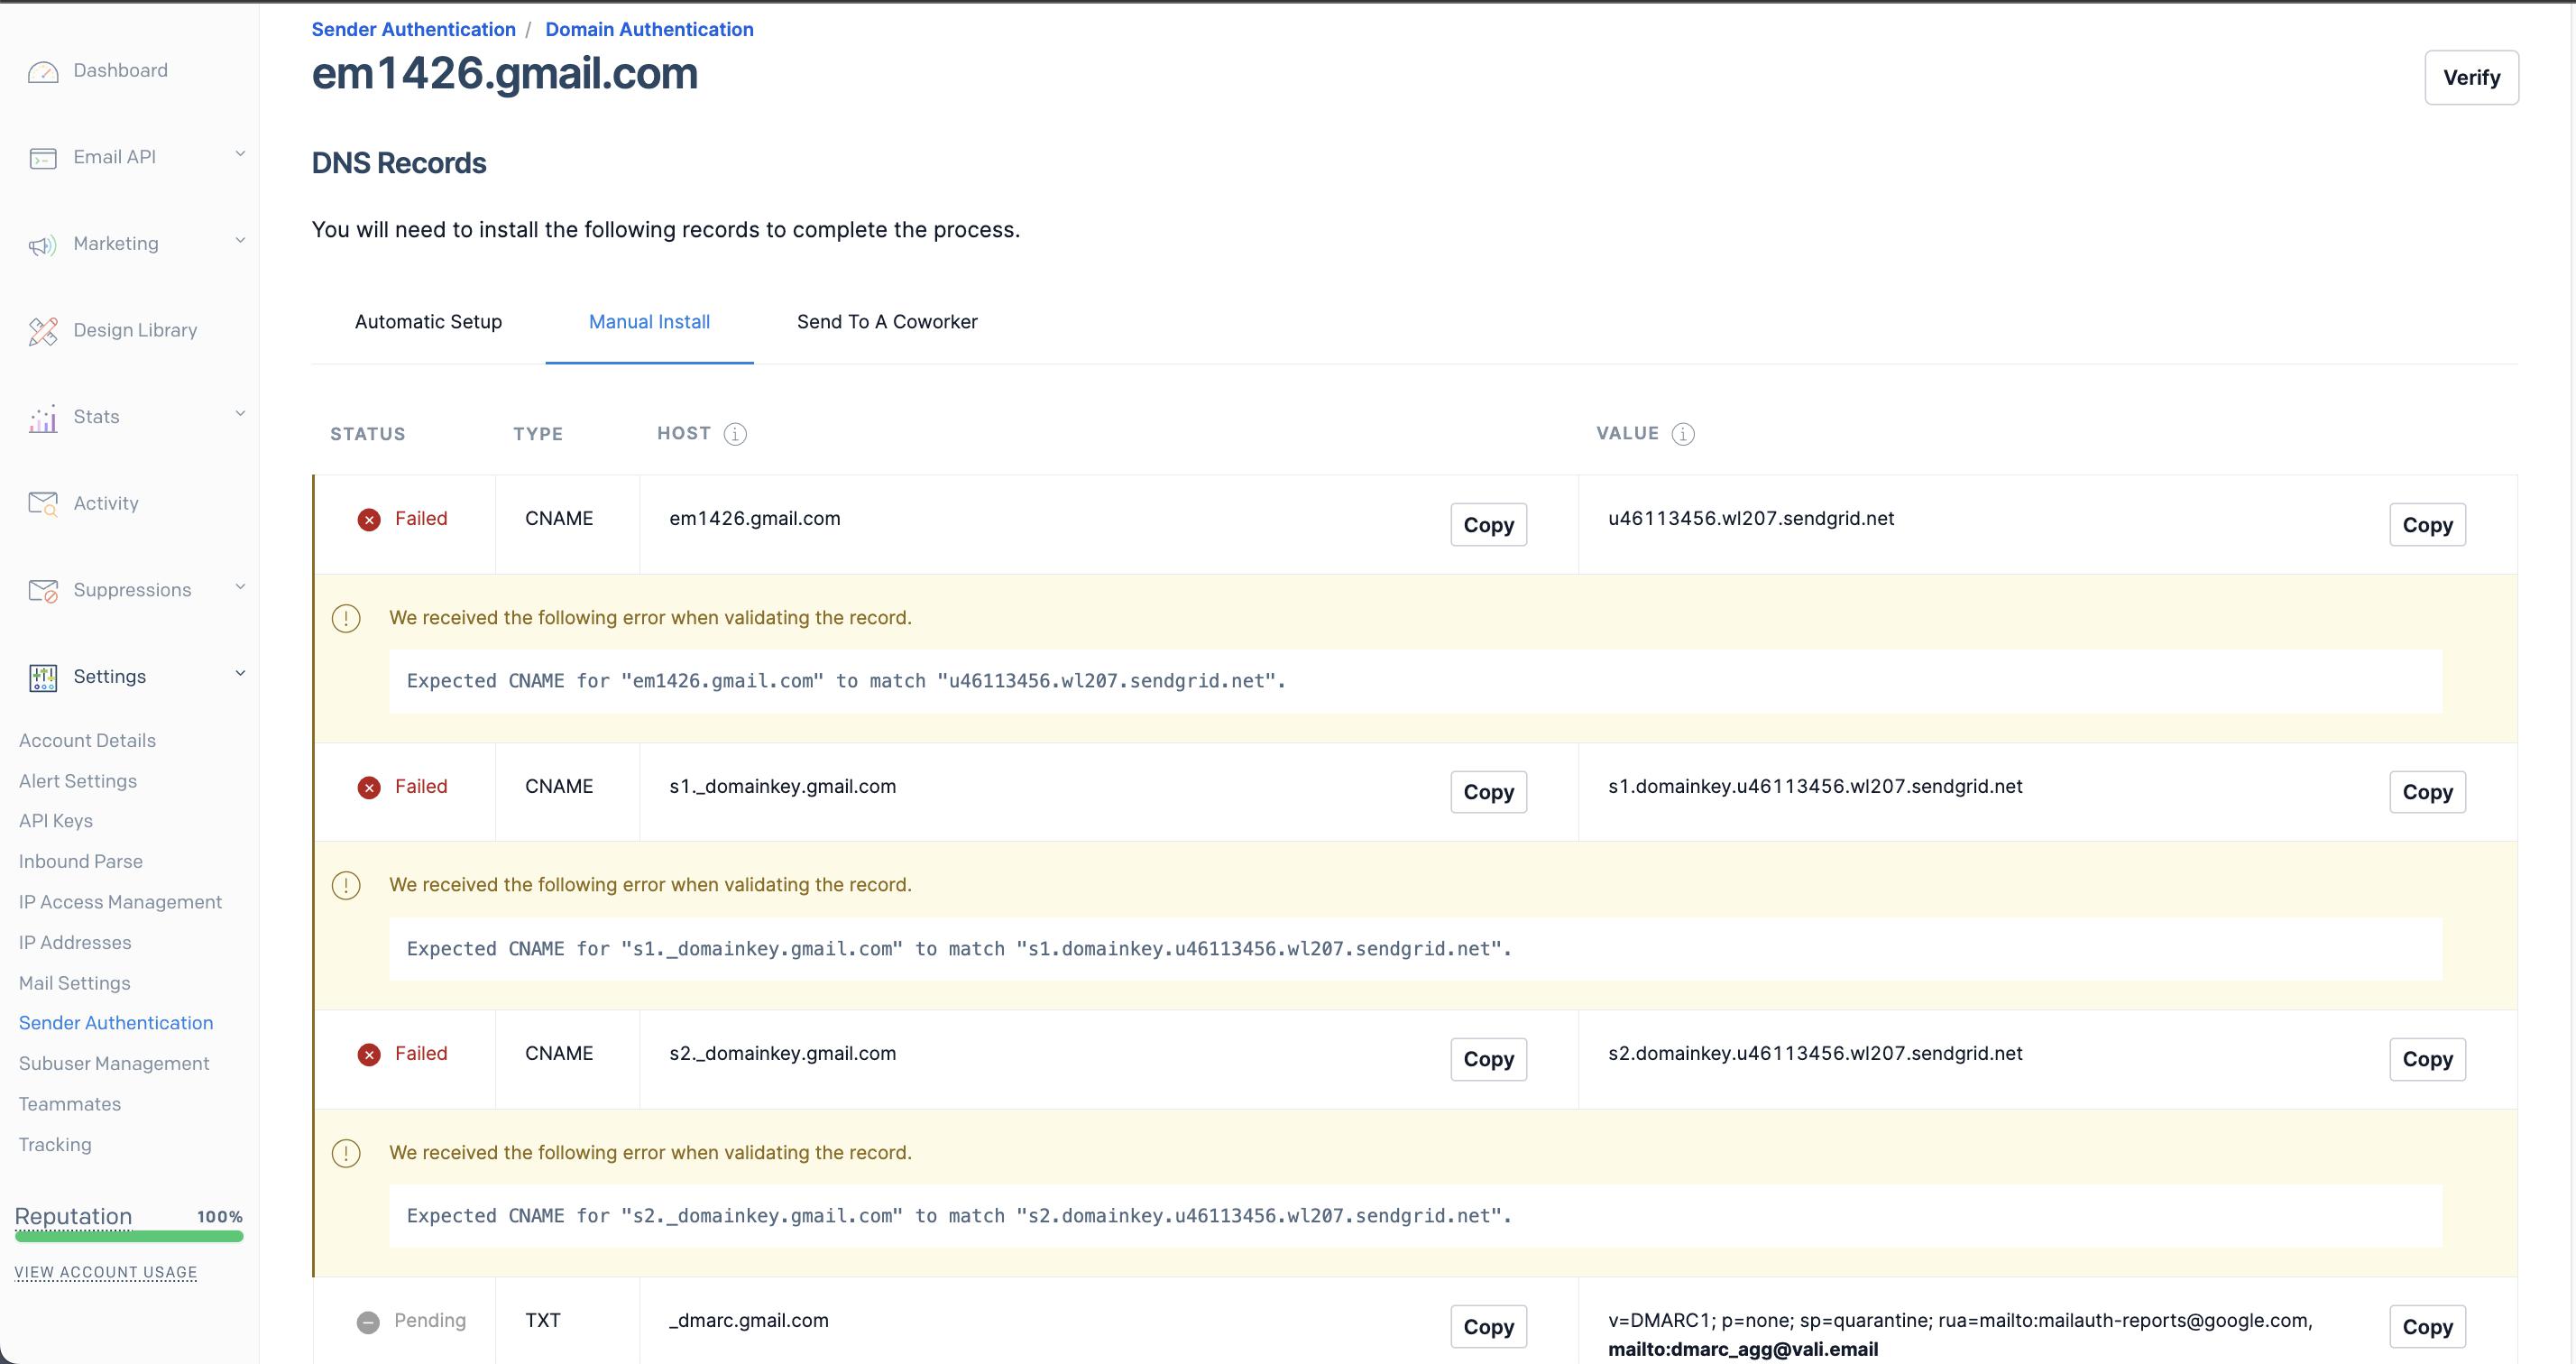 Dashboard
Email API
Marketing
Design Library
Stats
Activity
Suppressions
Settings
Account Details
Alert Settings
API Keys
Inbound Parse
IP Access Management
IP Addresses
Mail Settings
Sender Authentication
Subuser Management
Teammates
Tracking
Reputation 100%
VIEW ACCOUNT USAGE
Sender Authentication / Domain Authentication
em1426.gmail.com
Verify
DNS Records
You will need to install the following records to complete the process.
Automatic Setup Manual Install Send To A Coworker
STATUS TYPE HOST VALUE
Failed CNAME em1426.gmail.com Copy u46113456.wl207.sendgrid.net Copy
We received the following error when validating the record.
Expected CNAME for "em1426.gmail.com" to match "u46113456.wl207.sendgrid.net".
Failed CNAME s1._domainkey.gmail.com Copy s1.domainkey.u46113456.wl207.sendgrid.net Copy
We received the following error when validating the record.
Expected CNAME for "s1._domainkey.gmail.com" to match "s1.domainkey.u46113456.wl207.sendgrid.net".
Failed CNAME s2._domainkey.gmail.com Copy s2.domainkey.u46113456.wl207.sendgrid.net Copy
We received the following error when validating the record.
Expected CNAME for "s2._domainkey.gmail.com" to match "s2.domainkey.u46113456.wl207.sendgrid.net".
Pending TXT _dmarc.gmail.com Copy v=DMARC1; p=none; sp=quarantine; rua=mailto:mailauth-reports@google.com, Copy
mailto:dmarc_agg@vali.email